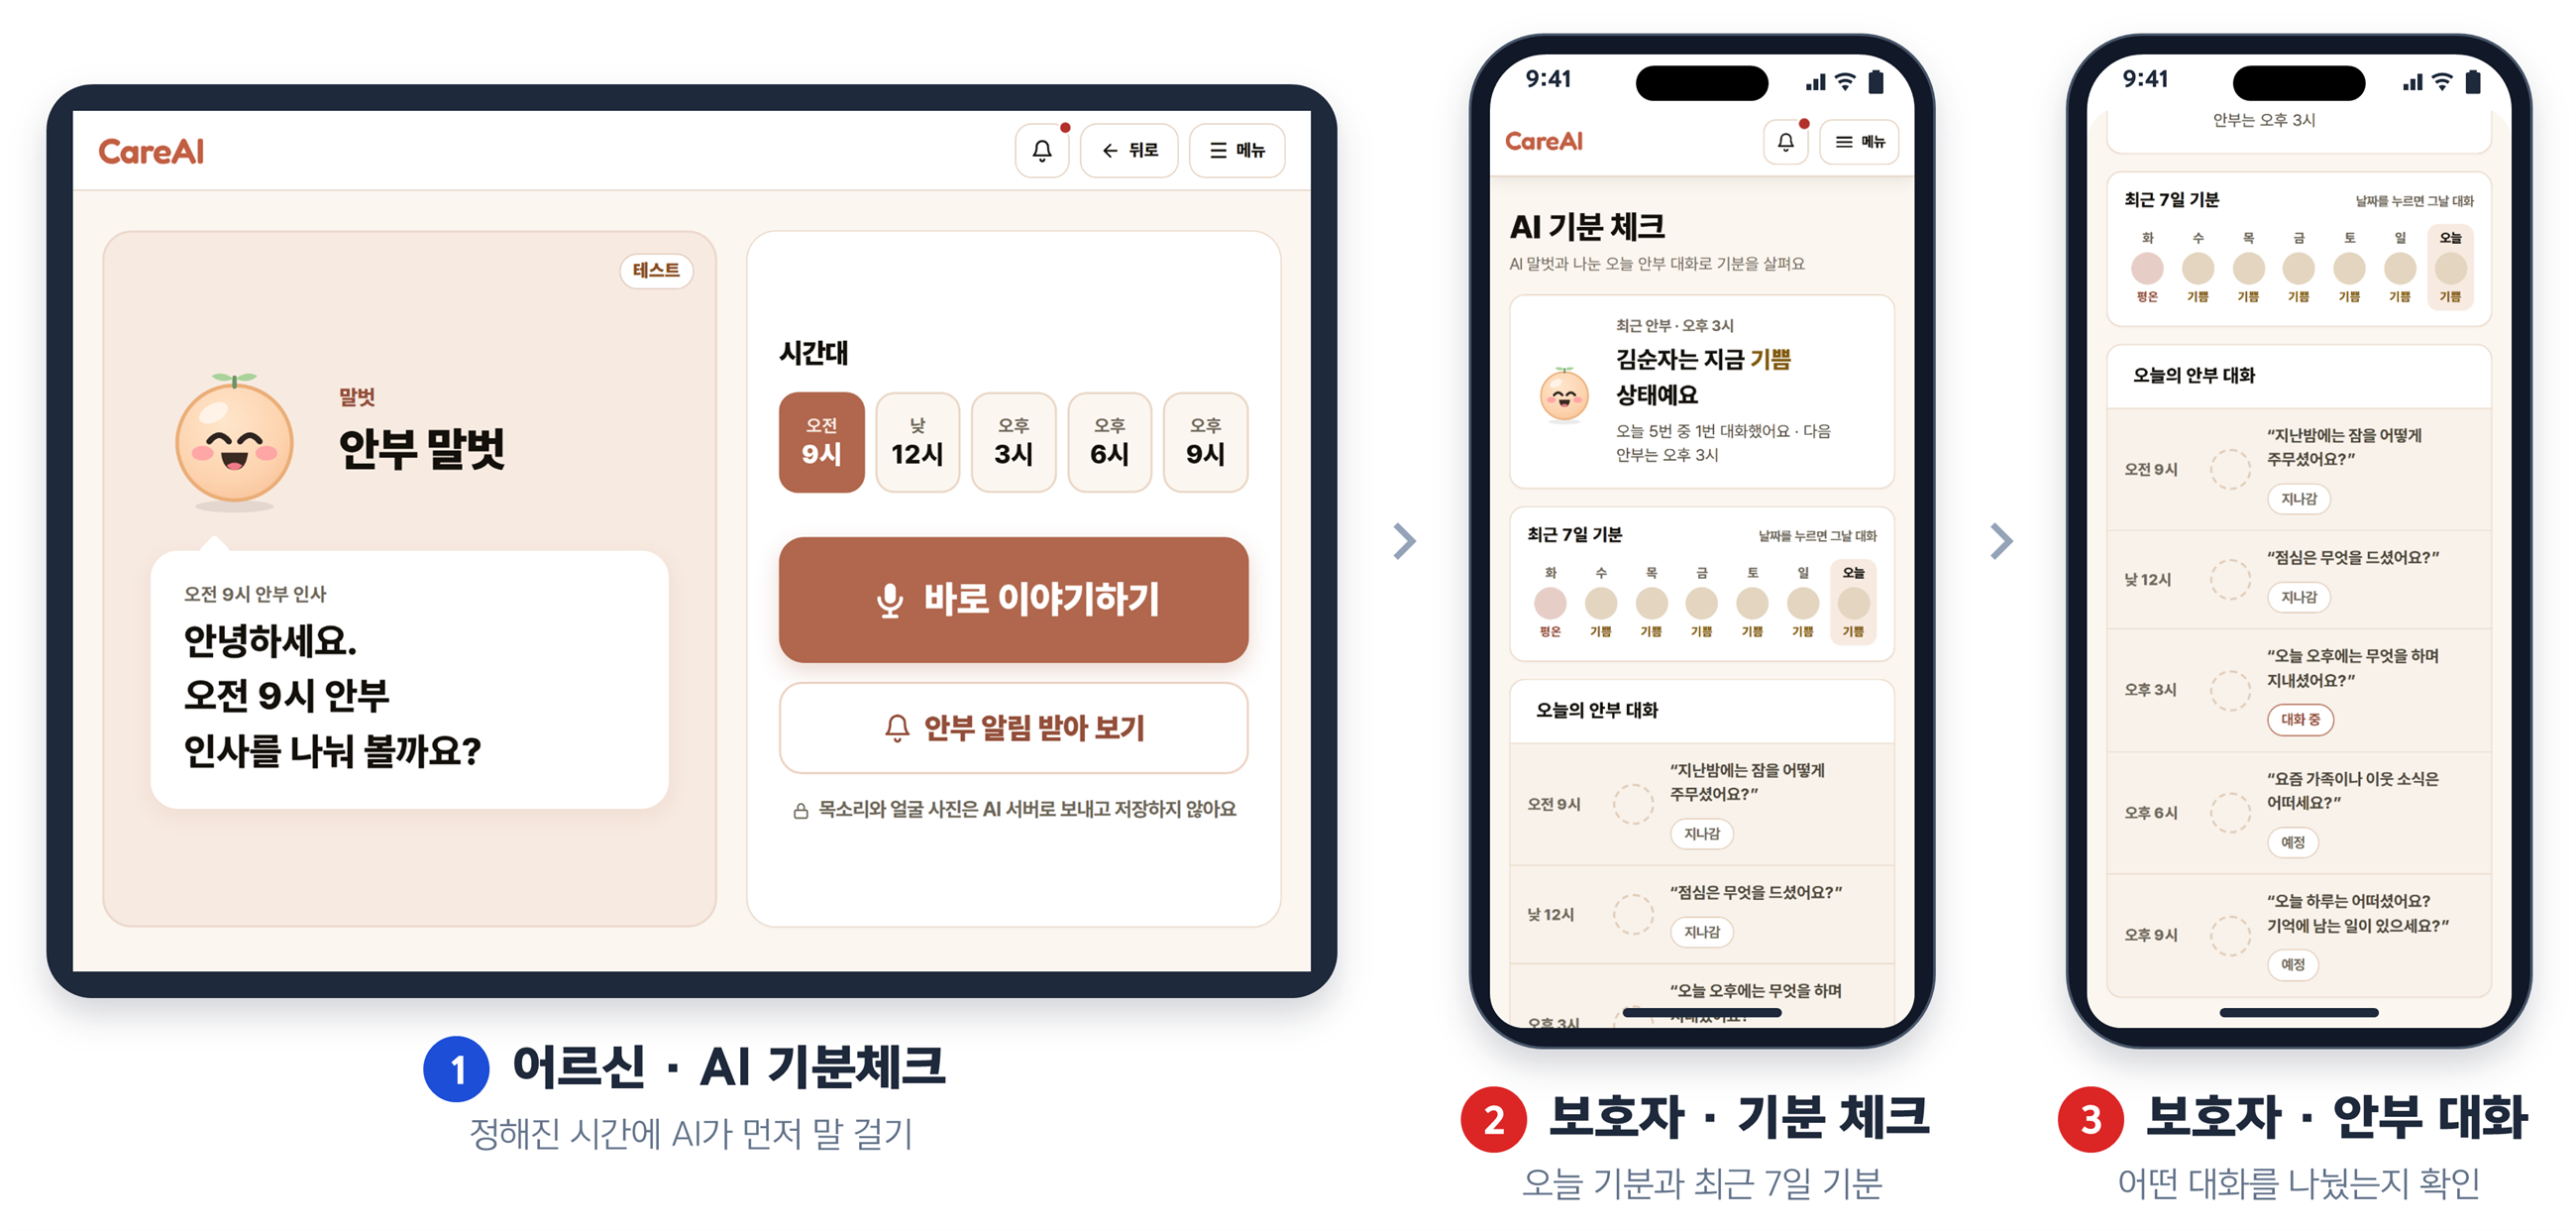 CareAI
뒤로
메뉴
테스트
말벗
안부 말벗
오전 9시 안부 인사
안녕하세요.
오전 9시 안부
인사를 나눠 볼까요?
시간대
오전
9시
낮
12시
오후
3시
오후
6시
오후
9시
바로 이야기하기
안부 알림 받아 보기
목소리와 얼굴 사진은 AI 서버로 보내고 저장하지 않아요
1 어르신 · AI 기분체크
정해진 시간에 AI가 먼저 말 걸기
9:41
CareAI
메뉴
AI 기분 체크
AI 말벗과 나눈 오늘 안부 대화로 기분을 살펴요
최근 안부 · 오후 3시
김순자는 지금 기쁨
상태예요
오늘 5번 중 1번 대화했어요 · 다음
안부는 오후 3시
최근 7일 기분 날짜를 누르면 그날 대화
화 수 목 금 토 일 오늘
평온 기쁨 기쁨 기쁨 기쁨 기쁨 기쁨
오늘의 안부 대화
오전 9시
“지난밤에는 잠을 어떻게
주무셨어요?”
지나감
낮 12시
“점심은 무엇을 드셨어요?”
지나감
오후 3시
“오늘 오후에는 무엇을 하며
2 보호자 · 기분 체크
오늘 기분과 최근 7일 기분
9:41
안부는 오후 3시
최근 7일 기분 날짜를 누르면 그날 대화
화 수 목 금 토 일 오늘
평온 기쁨 기쁨 기쁨 기쁨 기쁨 기쁨
오늘의 안부 대화
오전 9시
“지난밤에는 잠을 어떻게
주무셨어요?”
지나감
낮 12시
“점심은 무엇을 드셨어요?”
지나감
오후 3시
“오늘 오후에는 무엇을 하며
지내셨어요?”
대화 중
오후 6시
“요즘 가족이나 이웃 소식은
어떠세요?”
예정
오후 9시
“오늘 하루는 어떠셨어요?
기억에 남는 일이 있으세요?”
예정
3 보호자 · 안부 대화
어떤 대화를 나눴는지 확인